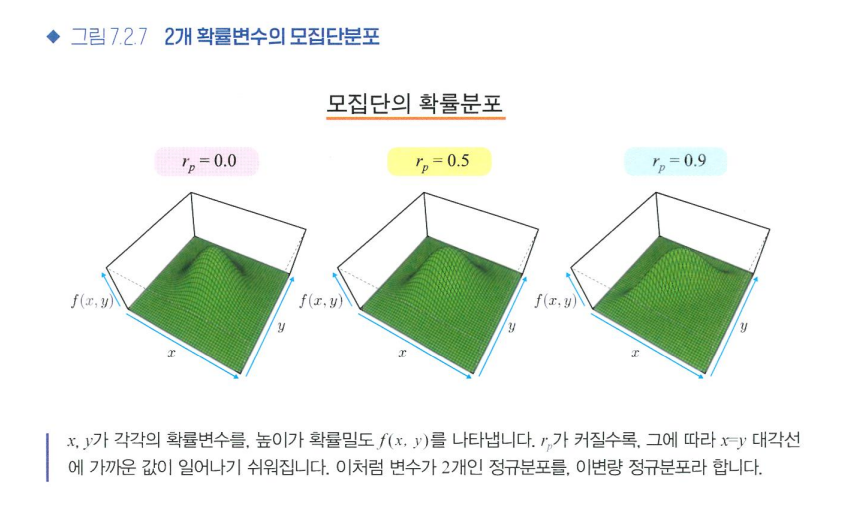 ◆ 그림 7.2.7 2개 확률변수의 모집단분포
모집단의 확률분포
r_p = 0.0
r_p = 0.5
r_p = 0.9
f(x, y)
x
y
f(x, y)
x
y
f(x, y)
x
y
x, y가 각각의 확률변수를, 높이가 확률밀도 f(x, y)를 나타냅니다. r_p가 커질수록, 그에 따라 x=y 대각선
에 가까운 값이 일어나기 쉬워집니다. 이처럼 변수가 2개인 정규분포를, 이변량 정규분포라 합니다.